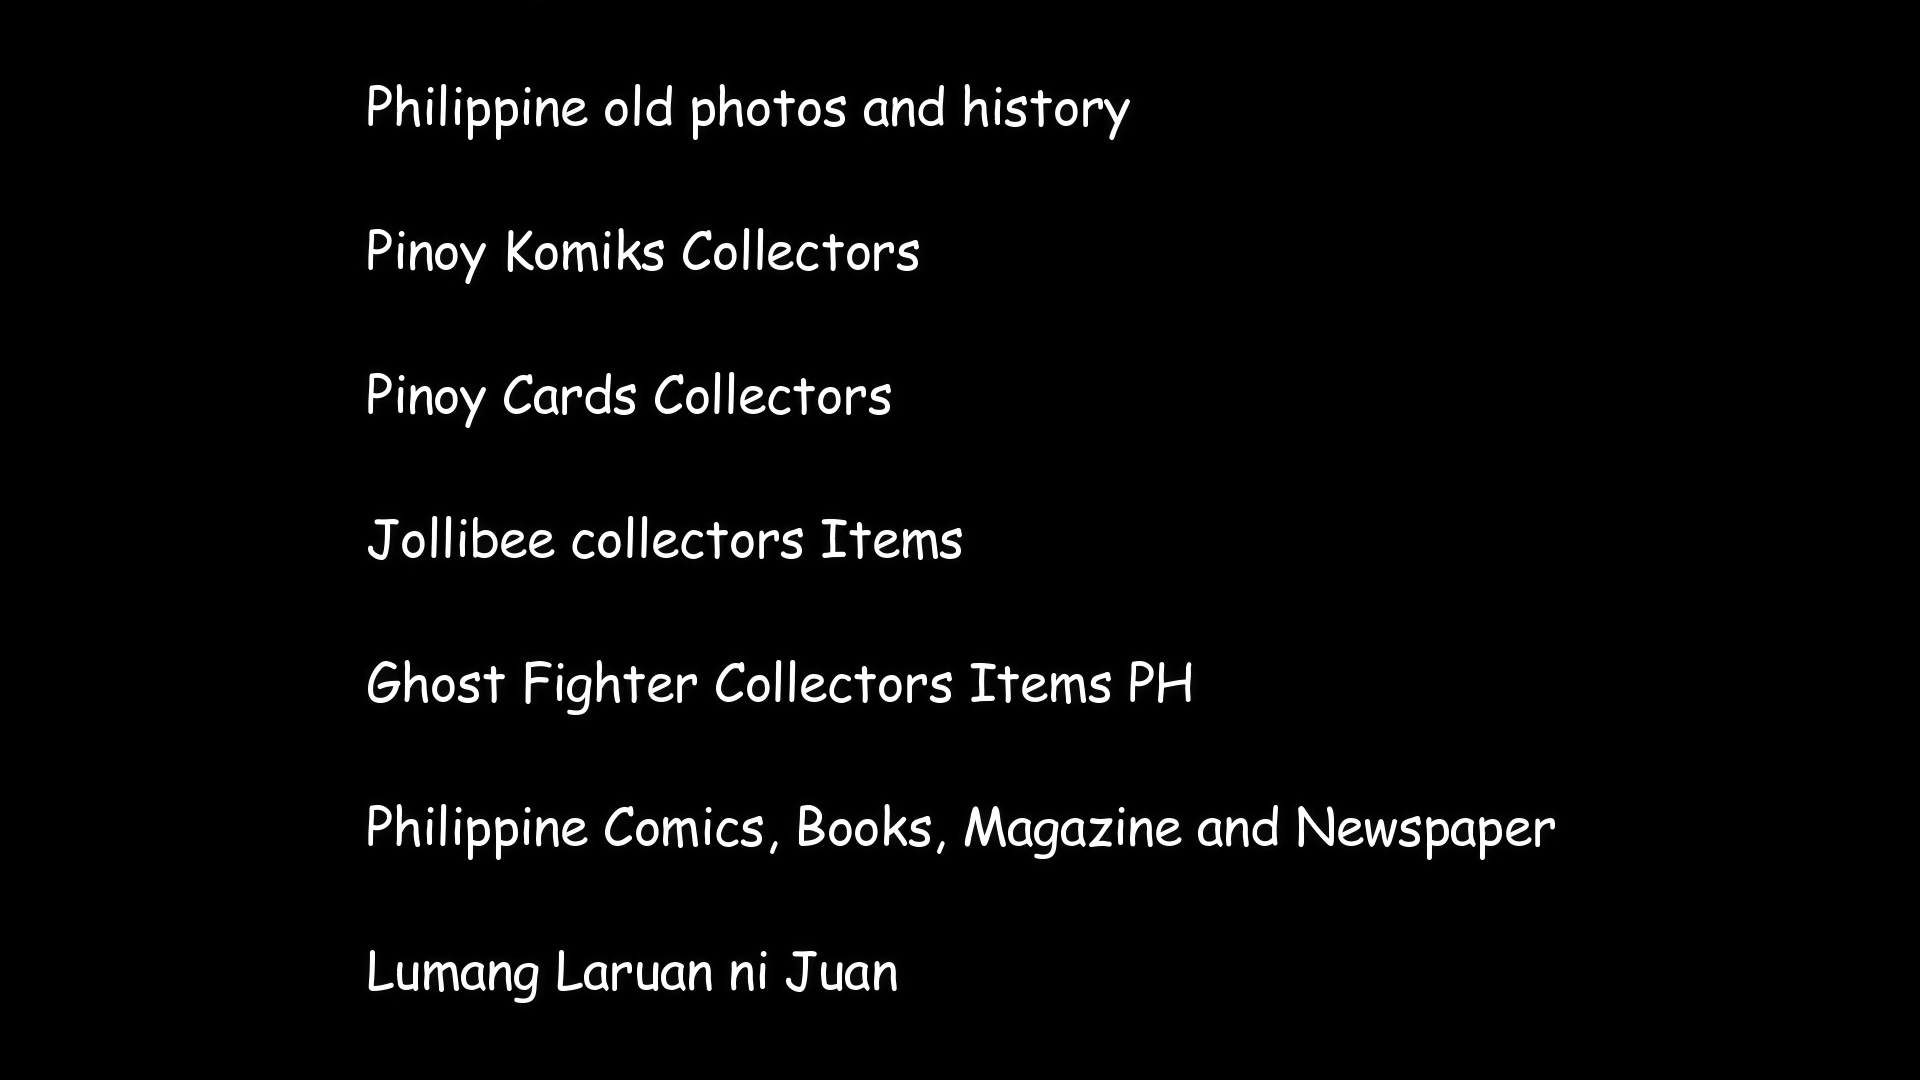 Philippine old photos and history
Pinoy Komiks Collectors
Pinoy Cards Collectors
Jollibee collectors Items
Ghost Fighter Collectors Items PH
Philippine Comics, Books, Magazine and Newspaper
Lumang Laruan ni Juan